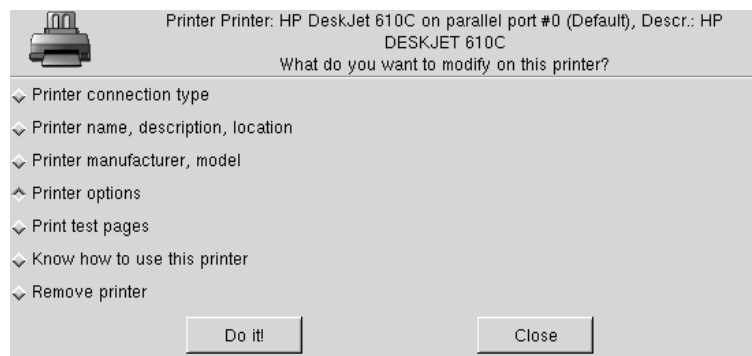 Printer Printer: HP DeskJet 610C on parallel port #0 (Default), Descr.: HP
DESKJET 610C
What do you want to modify on this printer?
Printer connection type
Printer name, description, location
Printer manufacturer, model
Printer options
Print test pages
Know how to use this printer
Remove printer
Do it!
Close